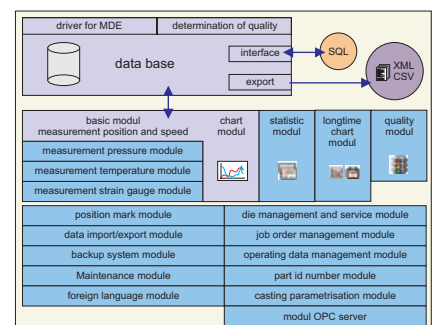 driver for MDE
determination of quality
data base
interface
export
SQL
XML
CSV
basic modul
measurement position and speed
measurement pressure module
measurement temperature module
measurement strain gauge module
chart
modul
statistic
modul
longtime
chart
modul
quality
modul
position mark module
die management and service module
data import/export module
job order management module
backup system module
operating data management module
Maintenance module
part id number module
foreign language module
casting parametrisation module
modul OPC server